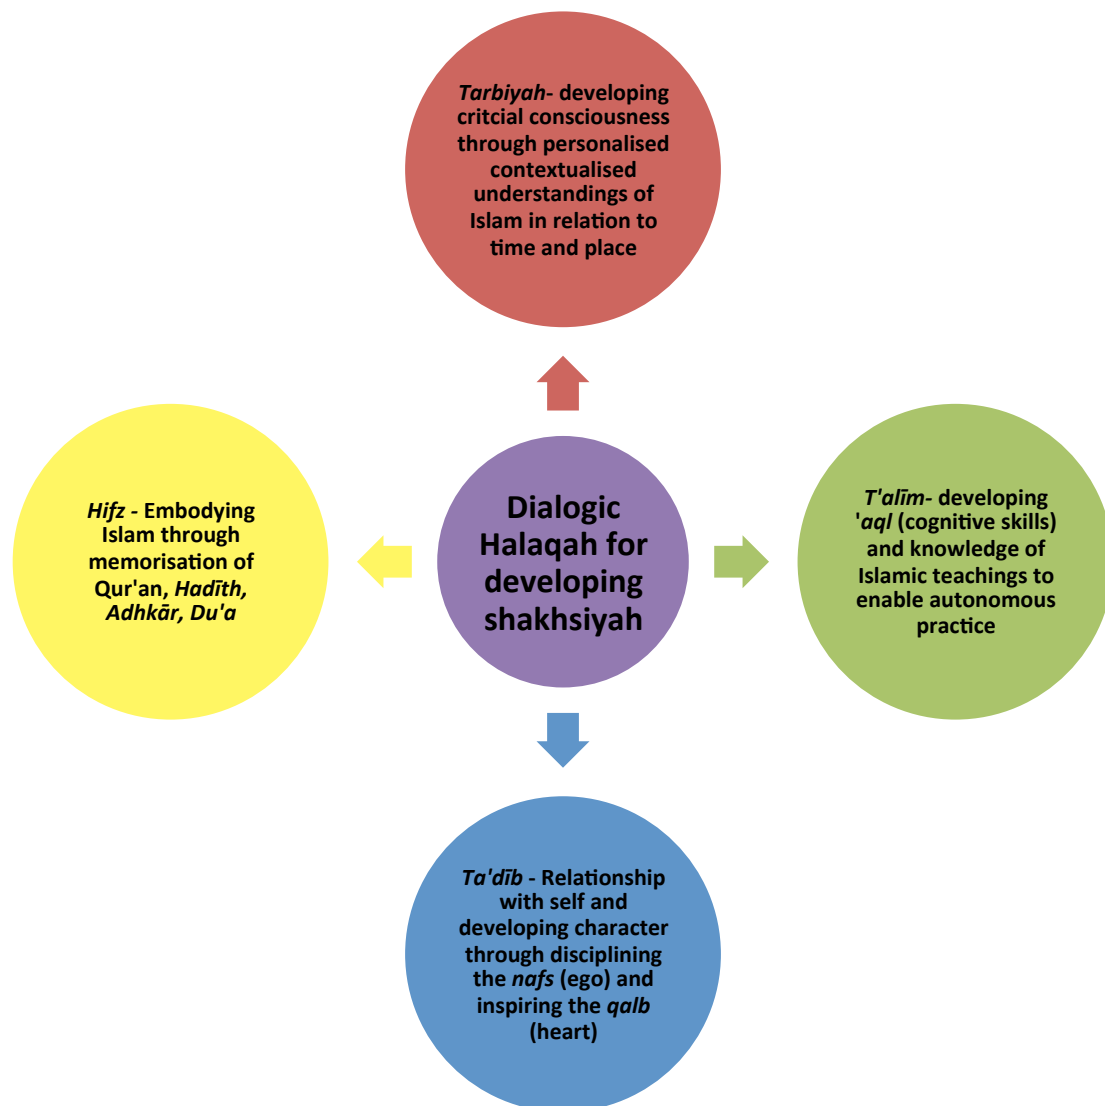 Tarbiyah- developing
critcial consciousness
through personalised
contextualised
understandings of
Islam in relation to
time and place
Hifz - Embodying
Islam through
memorisation of
Qur'an, Hadīth,
Adhkār, Du'a
Dialogic
Halaqah for
developing
shakhsiyah
T'alīm- developing
'aql (cognitive skills)
and knowledge of
Islamic teachings to
enable autonomous
practice
Ta'dīb - Relationship
with self and
developing character
through disciplining
the nafs (ego) and
inspiring the qalb
(heart)